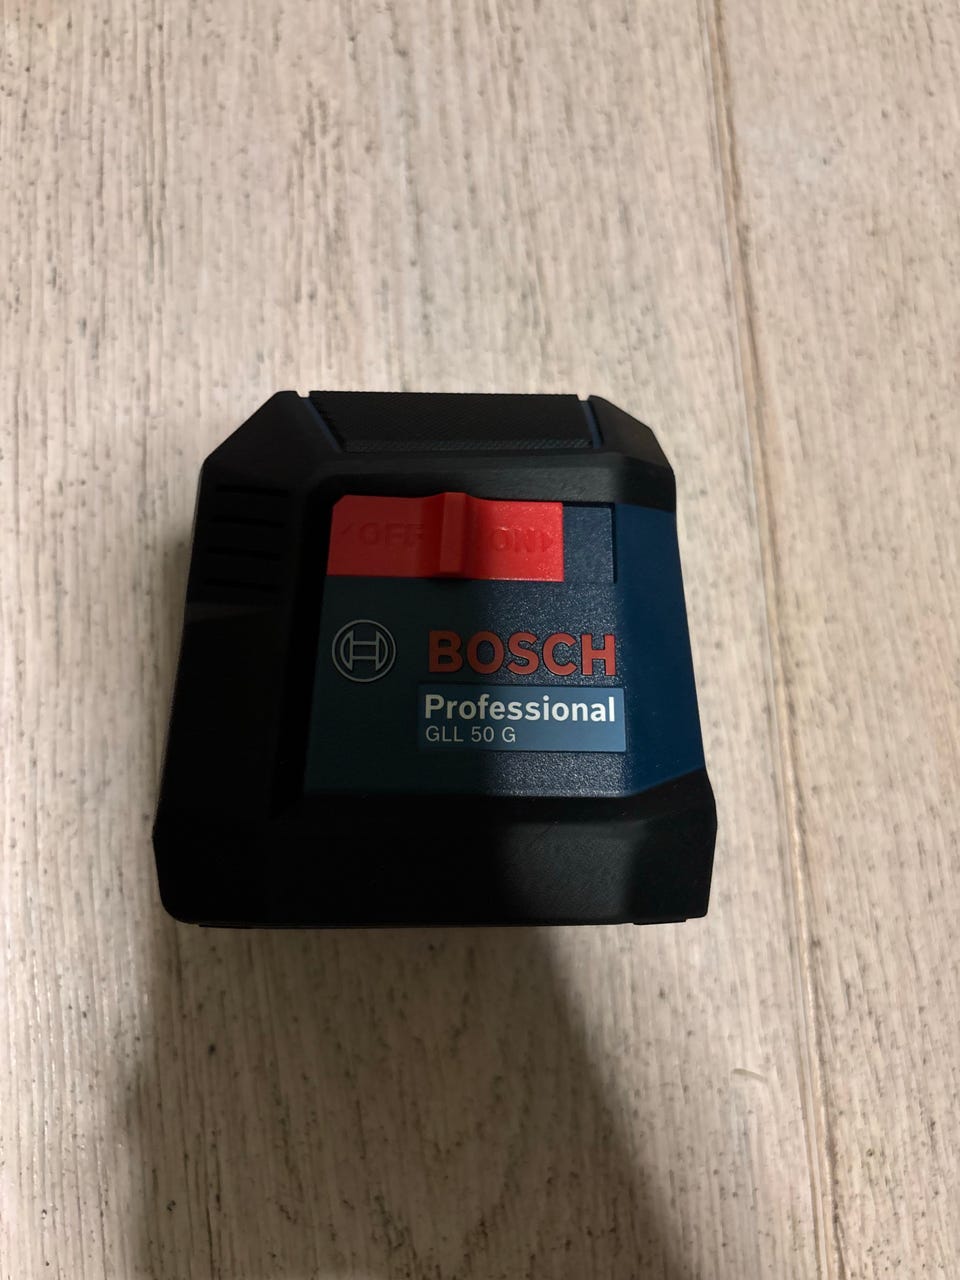 OFF ON
BOSCH
Professional
GLL 50 G